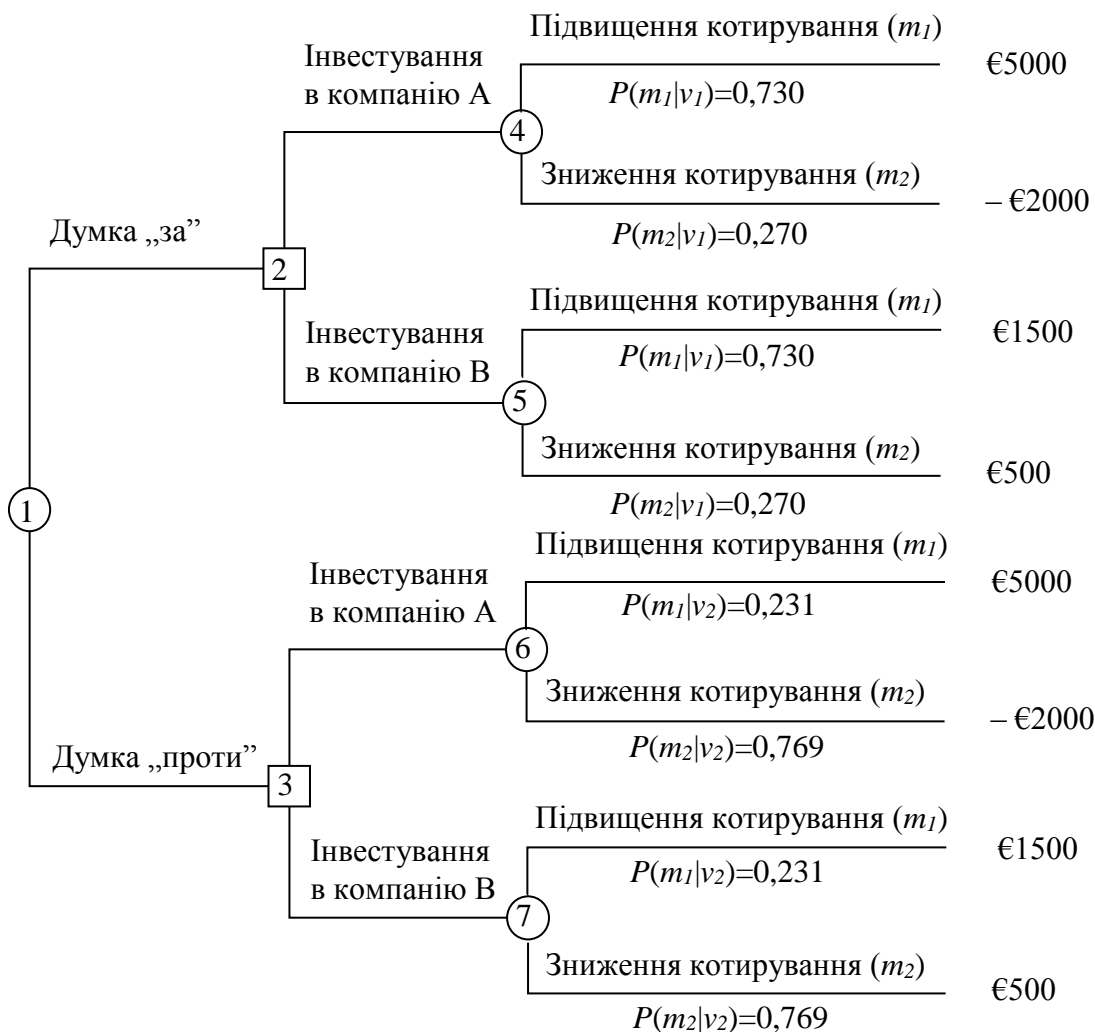 Підвищення котирування (m1)
Інвестування
в компанію А
€5000
P(m1|v1)=0,730
4
Зниження котирування (m2)
– €2000
Думка „за”
P(m2|v1)=0,270
2
Підвищення котирування (m1)
€1500
Інвестування
в компанію В
P(m1|v1)=0,730
5
Зниження котирування (m2)
€500
P(m2|v1)=0,270
1
Підвищення котирування (m1)
Інвестування
в компанію А
€5000
P(m1|v2)=0,231
6
Зниження котирування (m2)
– €2000
Думка „проти”
P(m2|v2)=0,769
3
Підвищення котирування (m1)
€1500
Інвестування
в компанію В
P(m1|v2)=0,231
7
Зниження котирування (m2)
€500
P(m2|v2)=0,769